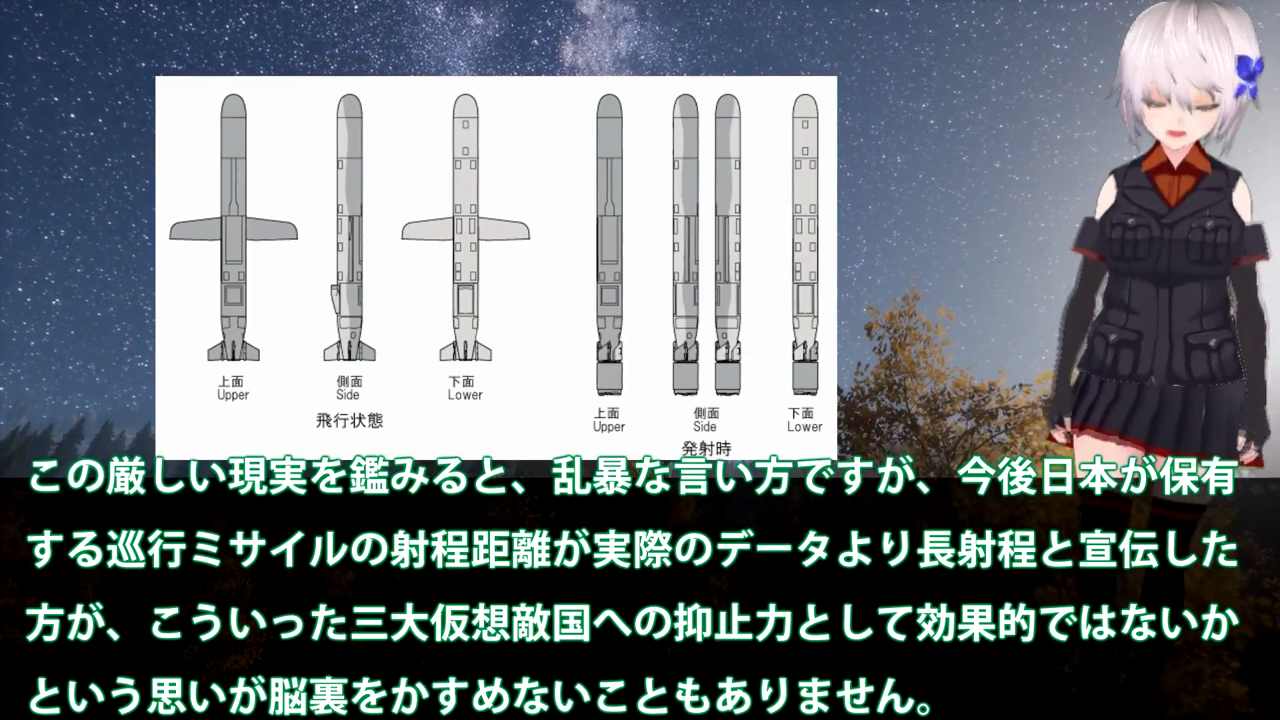 上面 側面 下面
Upper Side Lower
飛行状態
上面 側面 下面
Upper Side Lower
発射時
この厳しい現実を鑑みると、乱暴な言い方ですが、今後日本が保有
する巡行ミサイルの射程距離が実際のデータより長射程と宣伝した
方が、こういった三大仮想敵国への抑止力として効果的ではないか
という思いが脳裏をかすめないこともありません。